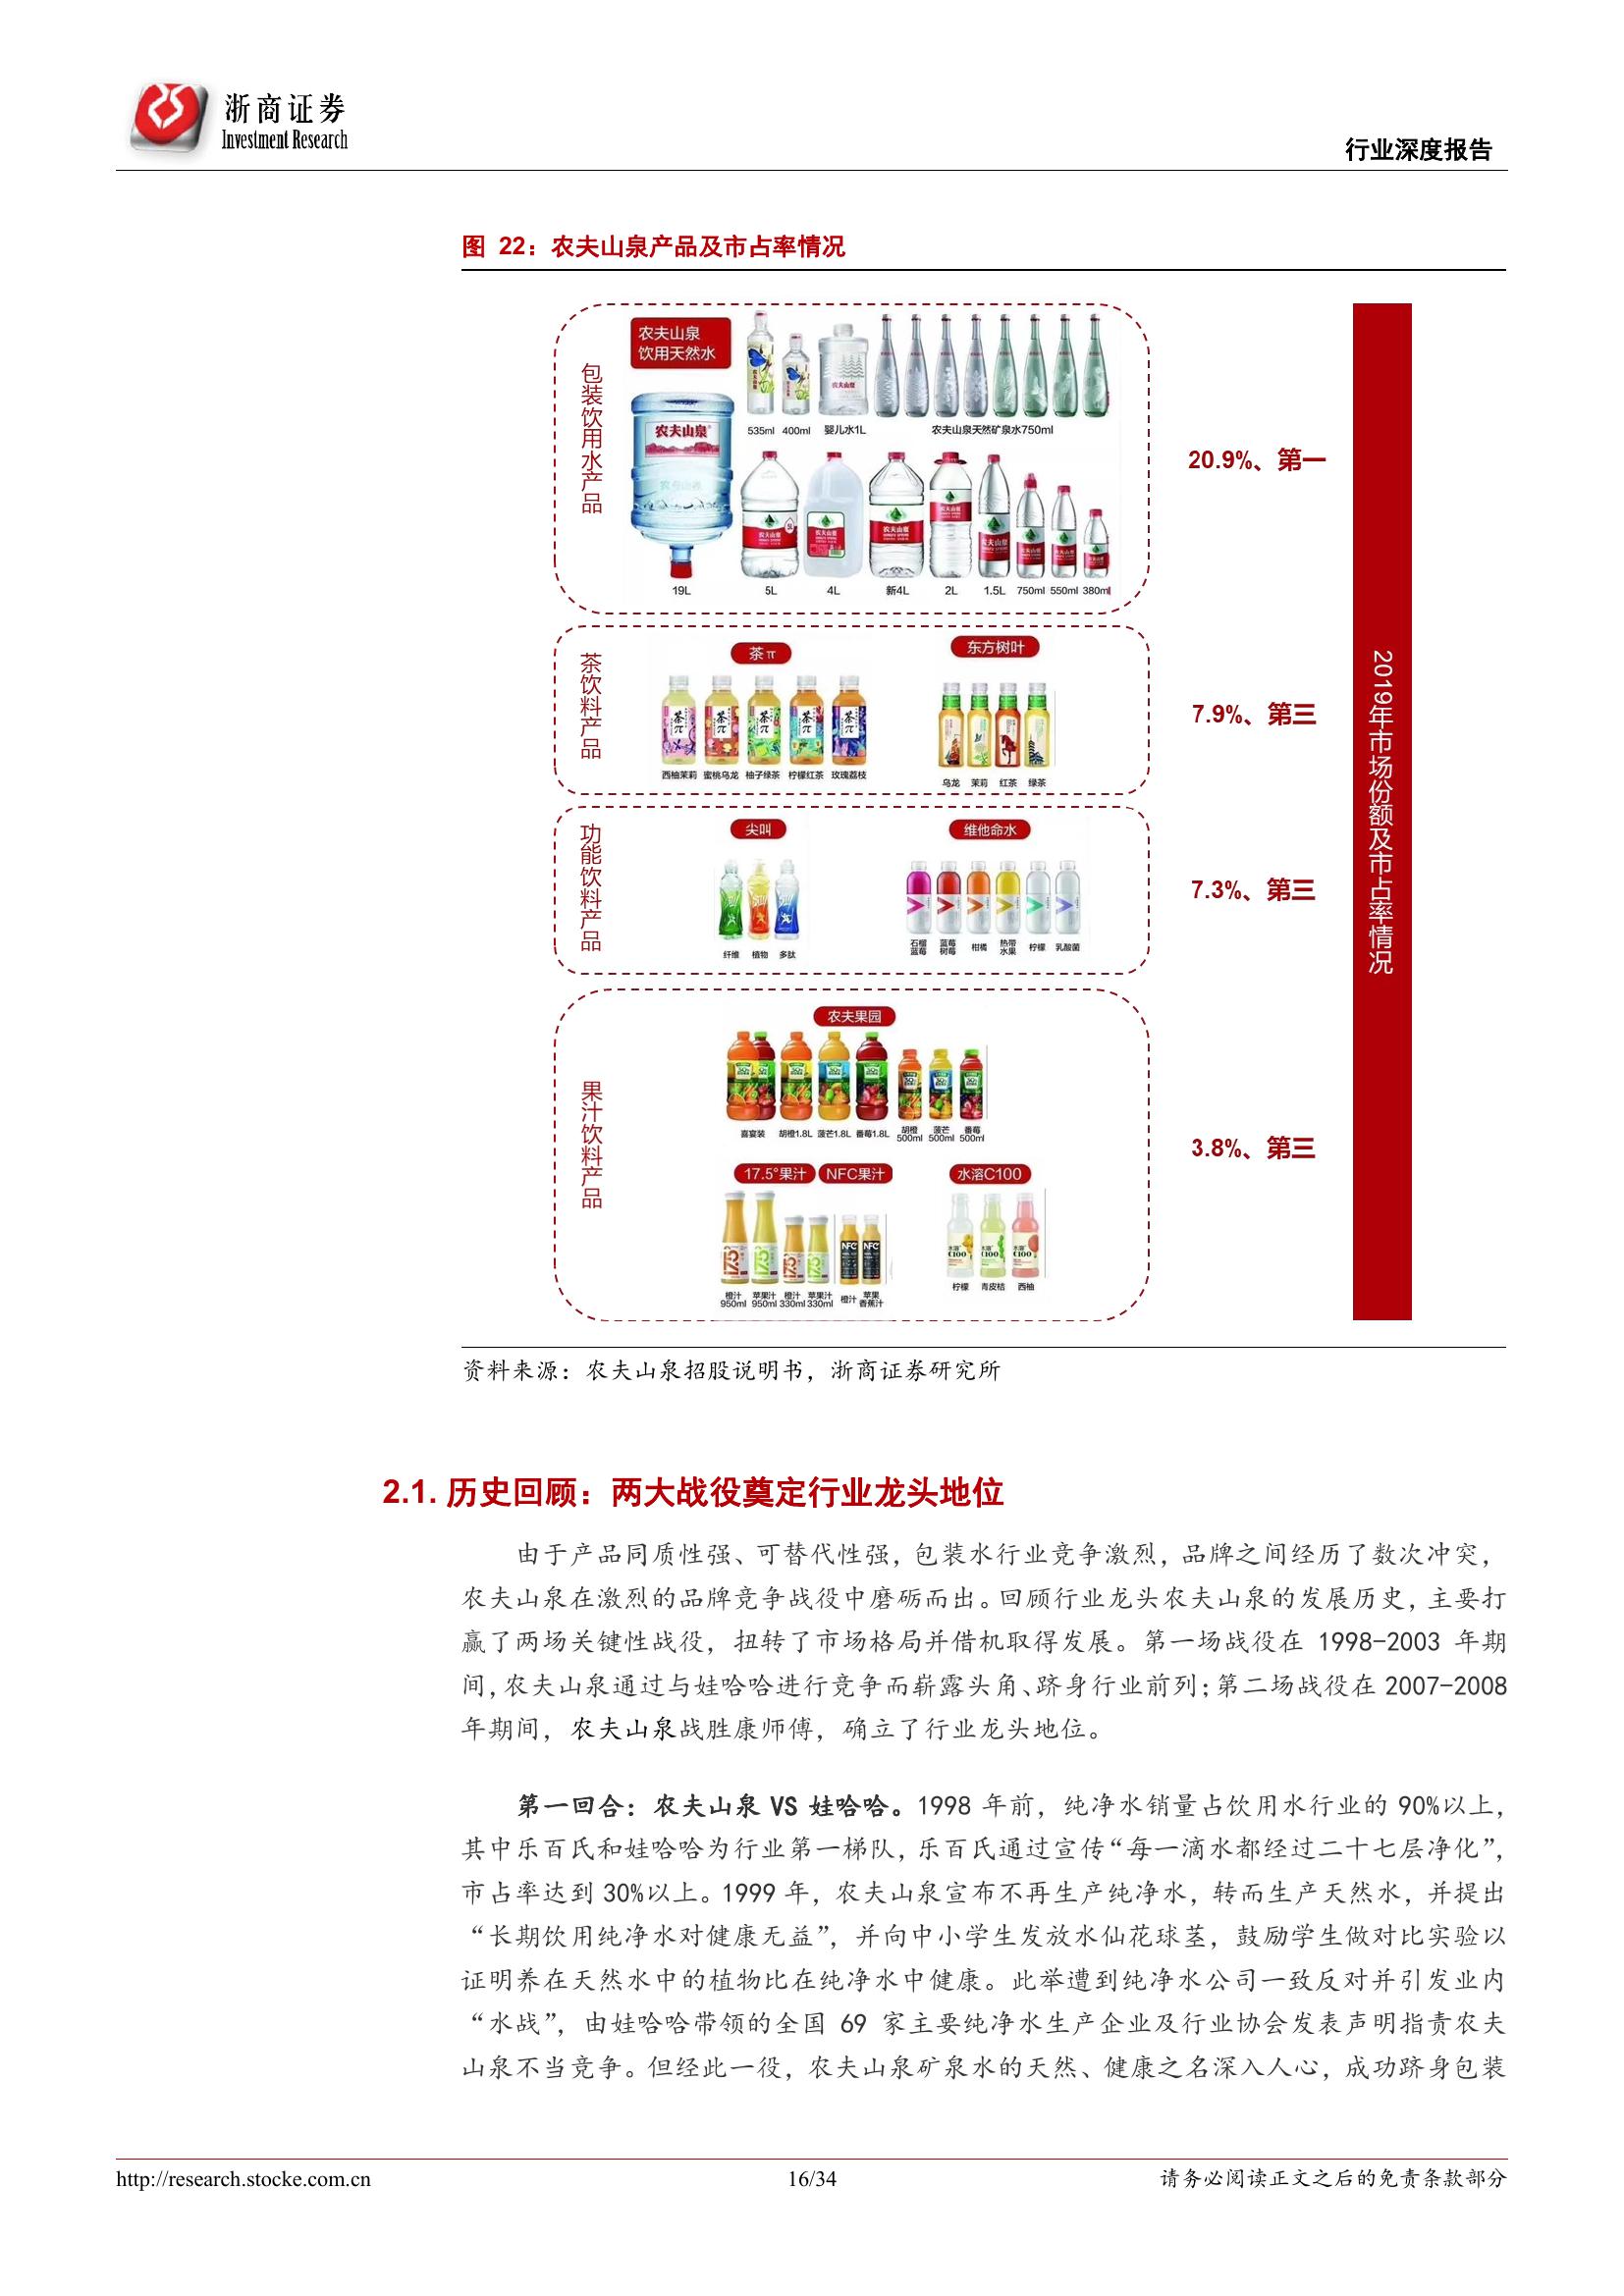 浙商证券
Investment Research
行业深度报告
图 22：农夫山泉产品及市占率情况
包装饮用水产品
农夫山泉
饮用天然水
农夫山泉
535ml 400ml 婴儿水1L 农夫山泉天然矿泉水750ml
19L 5L 4L 新4L 2L 1.5L 750ml 550ml 380ml
20.9%、第一
茶饮料产品
茶π 东方树叶
西柚茉莉 蜜桃乌龙 柚子绿茶 柠檬红茶 玫瑰荔枝
乌龙 茉莉 红茶 绿茶
7.9%、第三
功能饮料产品
尖叫 维他命水
纤维 植物 多肽
石榴蓝莓 蓝莓树莓 柑橘 热带水果 柠檬 乳酸菌
7.3%、第三
果汁饮料产品
农夫果园
喜宴装 胡橙1.8L 菠芒1.8L 番莓1.8L 胡橙500ml 菠芒500ml 番莓500ml
17.5°果汁 NFC果汁 水溶C100
橙汁950ml 苹果汁950ml 橙汁330ml 苹果汁330ml 橙汁 苹果香蕉汁
柠檬 青皮桔 西柚
3.8%、第三
2019年市场份额及市占率情况
资料来源：农夫山泉招股说明书，浙商证券研究所
2.1. 历史回顾：两大战役奠定行业龙头地位
由于产品同质性强、可替代性强，包装水行业竞争激烈，品牌之间经历了数次冲突，
农夫山泉在激烈的品牌竞争战役中磨砺而出。回顾行业龙头农夫山泉的发展历史，主要打
赢了两场关键性战役，扭转了市场格局并借机取得发展。第一场战役在 1998-2003 年期
间，农夫山泉通过与娃哈哈进行竞争而崭露头角、跻身行业前列；第二场战役在 2007-2008
年期间，农夫山泉战胜康师傅，确立了行业龙头地位。
第一回合：农夫山泉 VS 娃哈哈。1998 年前，纯净水销量占饮用水行业的 90%以上，
其中乐百氏和娃哈哈为行业第一梯队，乐百氏通过宣传“每一滴水都经过二十七层净化”，
市占率达到 30%以上。1999 年，农夫山泉宣布不再生产纯净水，转而生产天然水，并提出
“长期饮用纯净水对健康无益”，并向中小学生发放水仙花球茎，鼓励学生做对比实验以
证明养在天然水中的植物比在纯净水中健康。此举遭到纯净水公司一致反对并引发业内
“水战”，由娃哈哈带领的全国 69 家主要纯净水生产企业及行业协会发表声明指责农夫
山泉不当竞争。但经此一役，农夫山泉矿泉水的天然、健康之名深入人心，成功跻身包装
http://research.stocke.com.cn
16/34
请务必阅读正文之后的免责条款部分